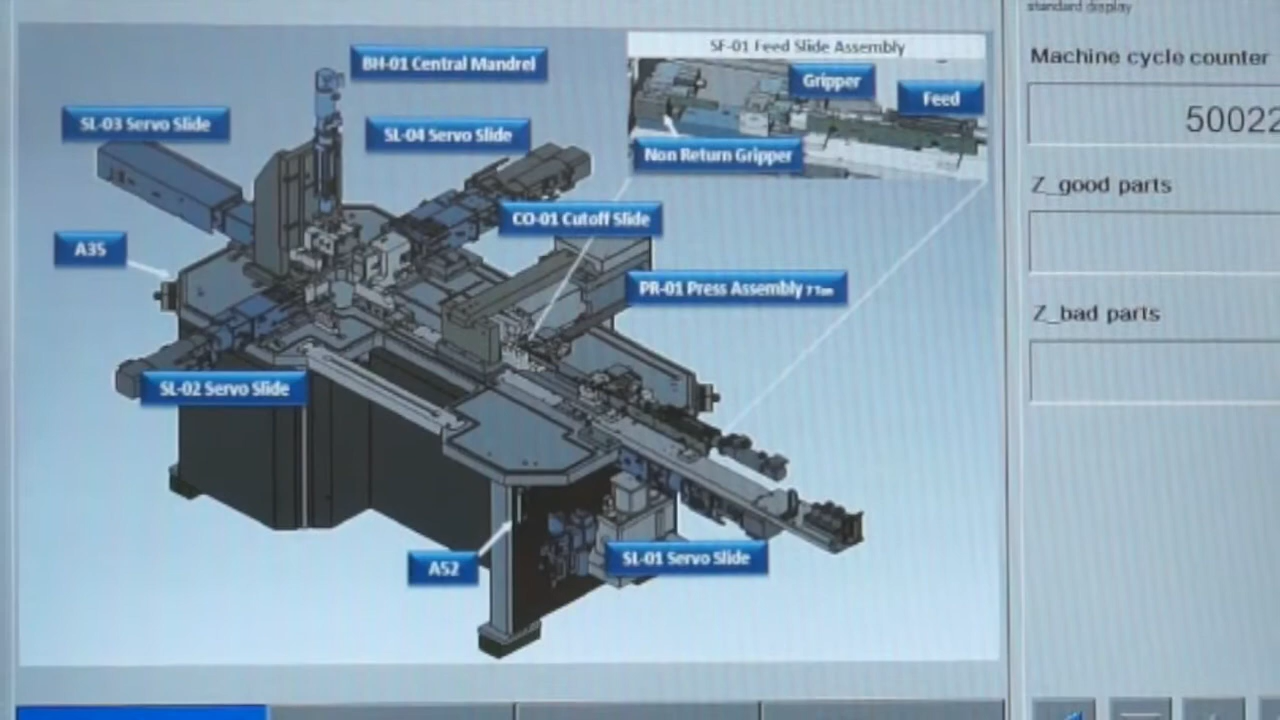 standard display
SF-01 Feed Slide Assembly
BH-01 Central Mandrel
Machine cycle counter
Gripper
Feed
50022
SL-03 Servo Slide
SL-04 Servo Slide
Non Return Gripper
Z_good parts
CO-01 Cutoff Slide
A35
PR-01 Press Assembly 7 Ton
Z_bad parts
SL-02 Servo Slide
SL-01 Servo Slide
A52